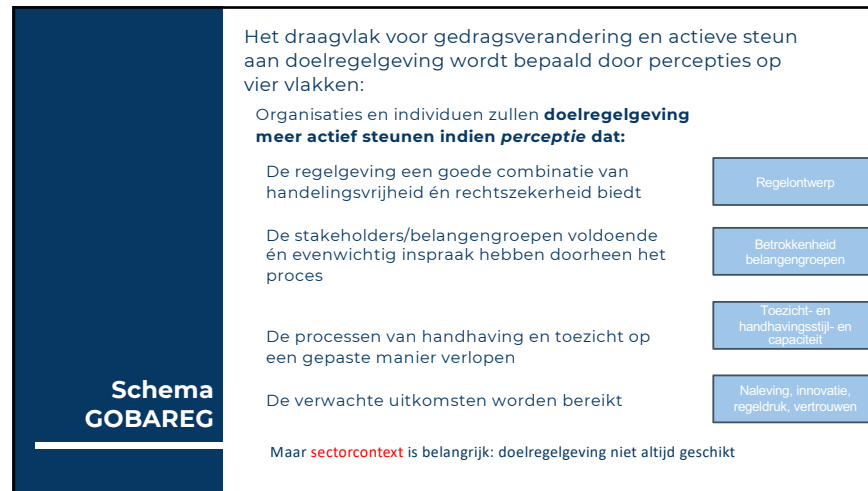 Het draagvlak voor gedragsverandering en actieve steun
aan doelregelgeving wordt bepaald door percepties op
vier vlakken:
Organisaties en individuen zullen doelregelgeving
meer actief steunen indien perceptie dat:
De regelgeving een goede combinatie van
handelingsvrijheid én rechtszekerheid biedt
Regelontwerp
De stakeholders/belangengroepen voldoende
én evenwichtig inspraak hebben doorheen het
proces
Betrokkenheid
belangengroepen
De processen van handhaving en toezicht op
een gepaste manier verlopen
Toezicht- en
handhavingsstijl- en
capaciteit
De verwachte uitkomsten worden bereikt
Naleving, innovatie,
regeldruk, vertrouwen
Schema
GOBAREG
Maar sectorcontext is belangrijk: doelregelgeving niet altijd geschikt